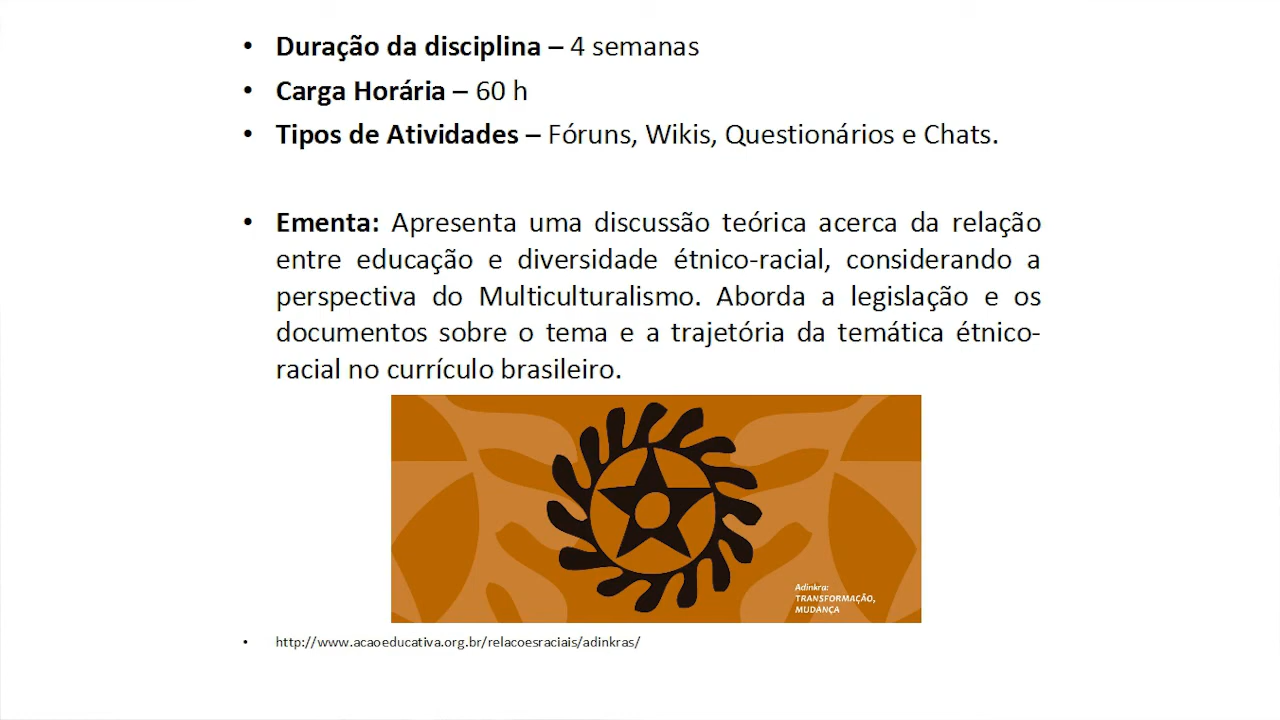 • Duração da disciplina – 4 semanas
• Carga Horária – 60 h
• Tipos de Atividades – Fóruns, Wikis, Questionários e Chats.
• Ementa: Apresenta uma discussão teórica acerca da relação
entre educação e diversidade étnico-racial, considerando a
perspectiva do Multiculturalismo. Aborda a legislação e os
documentos sobre o tema e a trajetória da temática étnico-
racial no currículo brasileiro.
Adinkra:
TRANSFORMAÇÃO,
MUDANÇA
• http://www.acaoeducativa.org.br/relacoesraciais/adinkras/